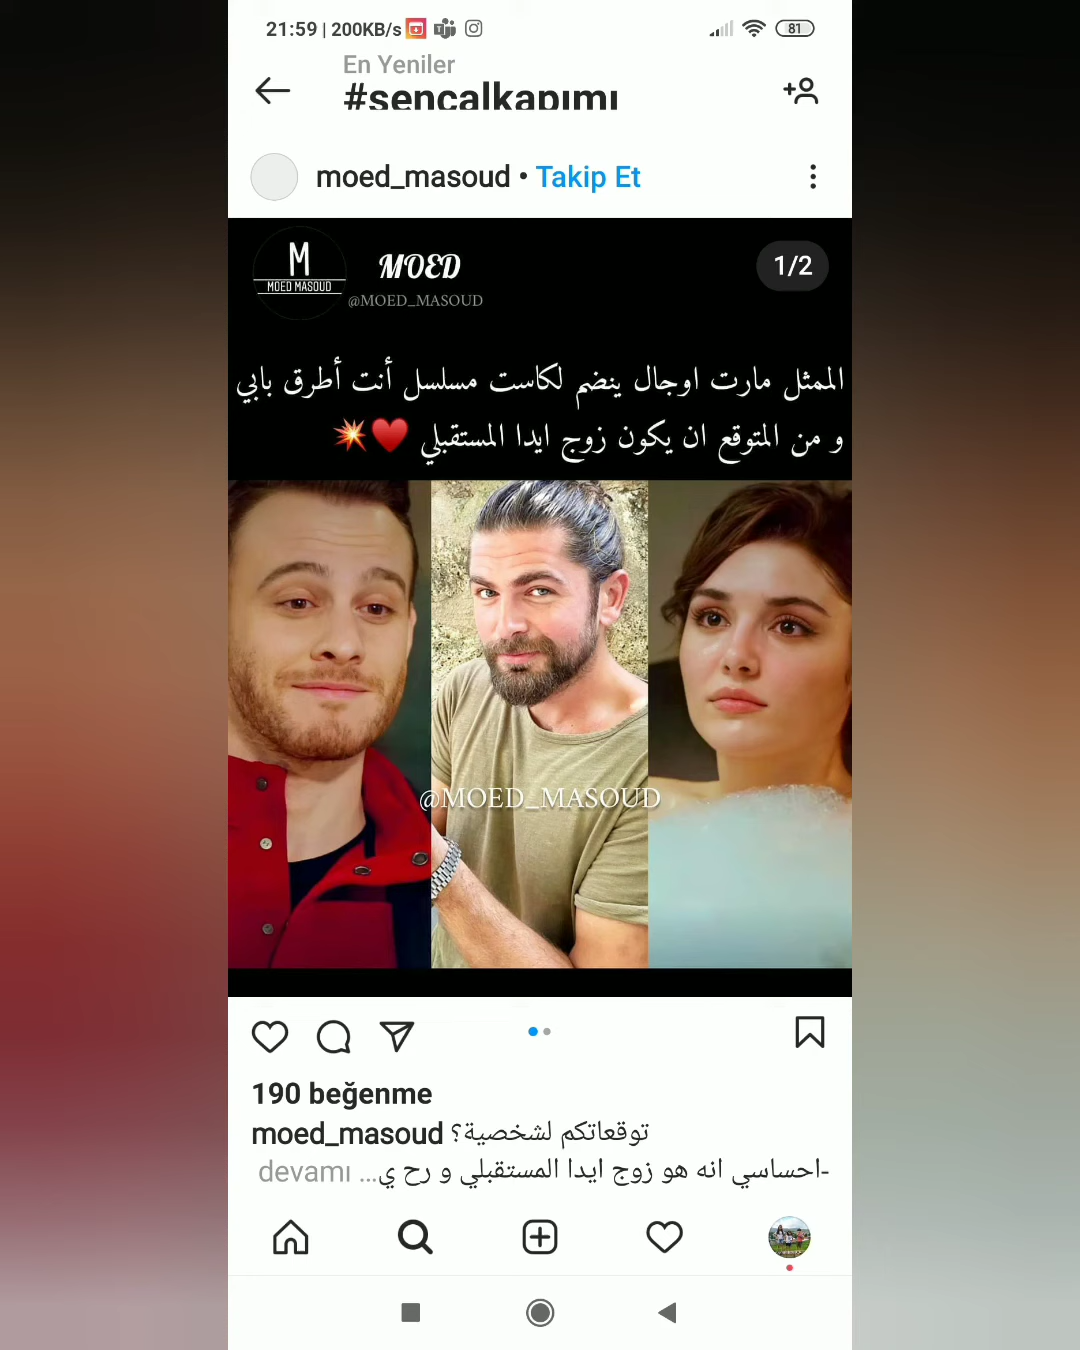 21:59 | 200KB/s
81
En Yeniler
#sencalkapımı
moed_masoud • Takip Et
M
MOED MASOUD
MOED
@MOED_MASOUD
1/2
الممثل مارت اوجال ينضم لكاست مسلسل أنت أطرق بابي
و من المتوقع ان يكون زوج ايدا المستقبلي ♥️💥
@MOED_MASOUD
190 beğenme
moed_masoud توقعاتكم لشخصية؟
-احساسي انه هو زوج ايدا المستقبلي و رح ي... devamı